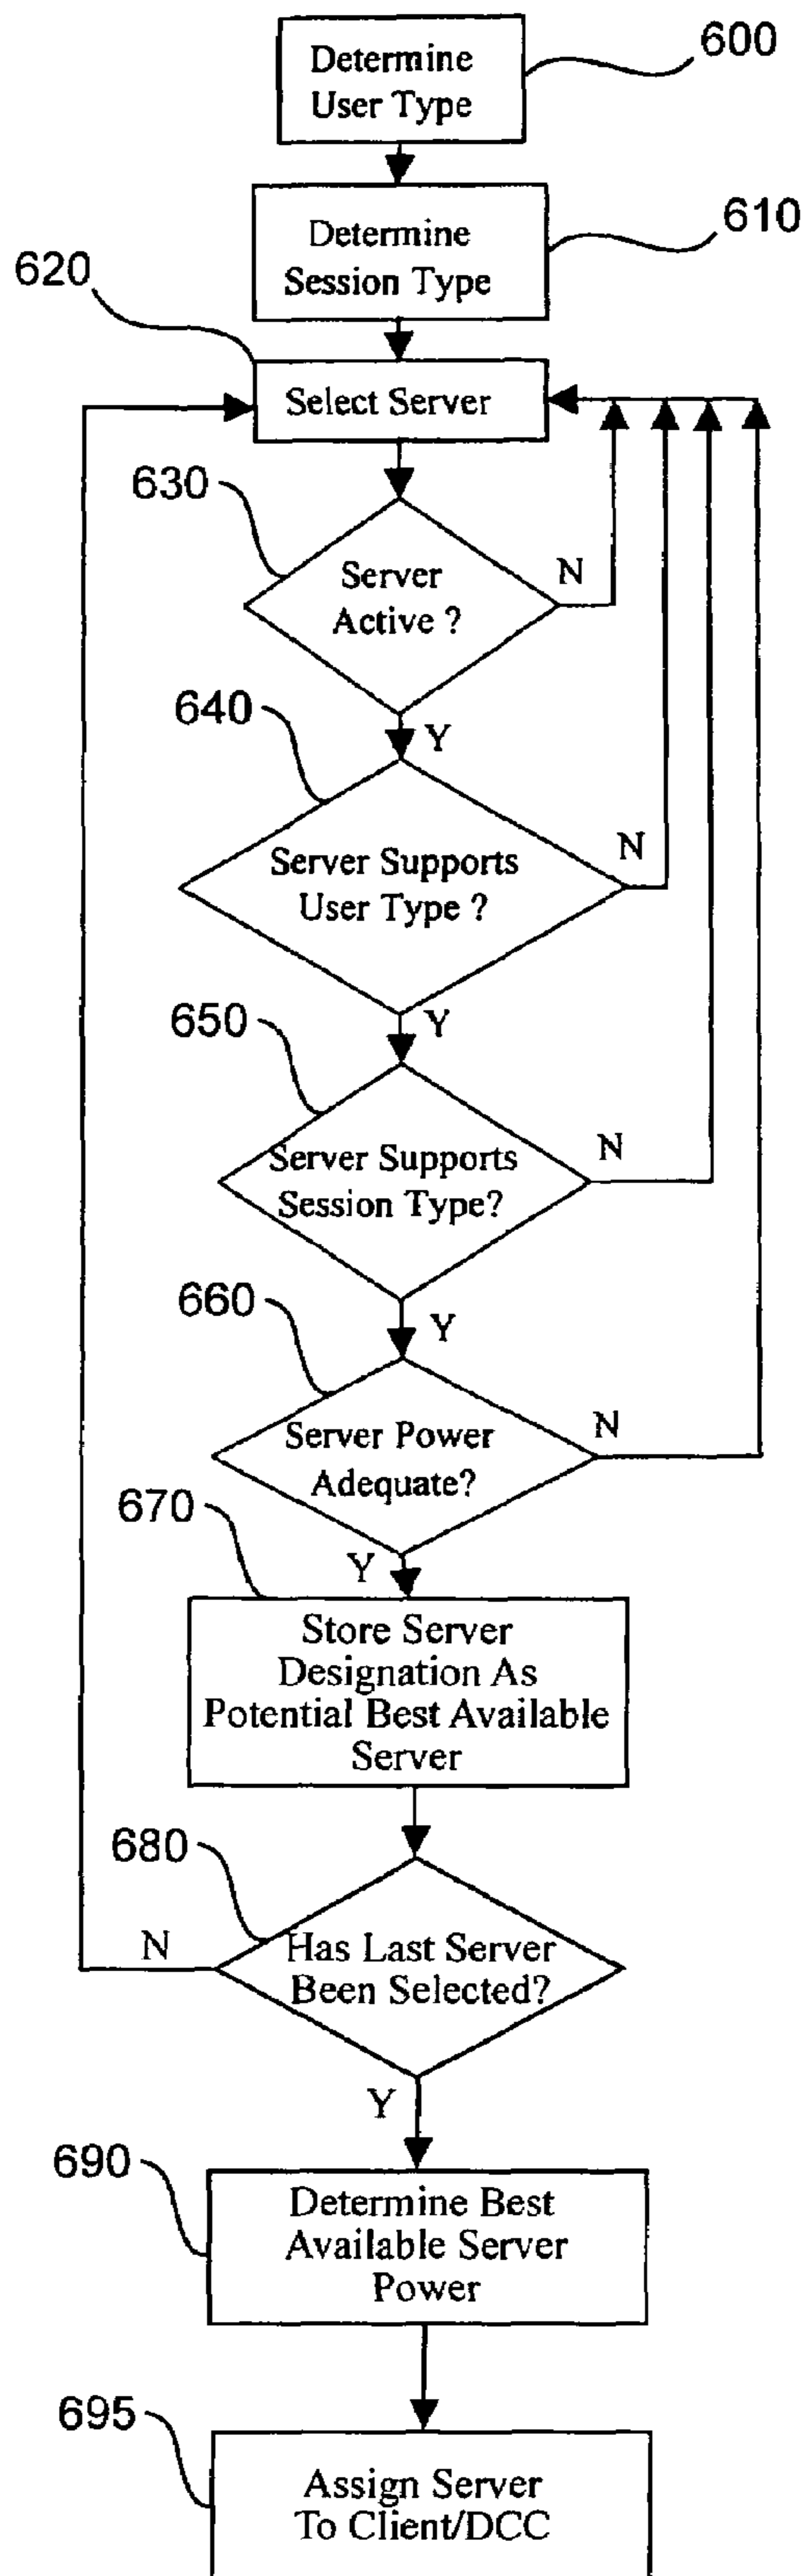 600
Determine
User Type
610
Determine
Session Type
620
Select Server
630
Server
Active ?
N
Y
640
Server Supports
User Type ?
N
Y
650
Server Supports
Session Type?
N
Y
660
Server Power
Adequate?
N
Y
670
Store Server
Designation As
Potential Best Available
Server
680
Has Last Server
Been Selected?
N
Y
690
Determine Best
Available Server
Power
695
Assign Server
To Client/DCC